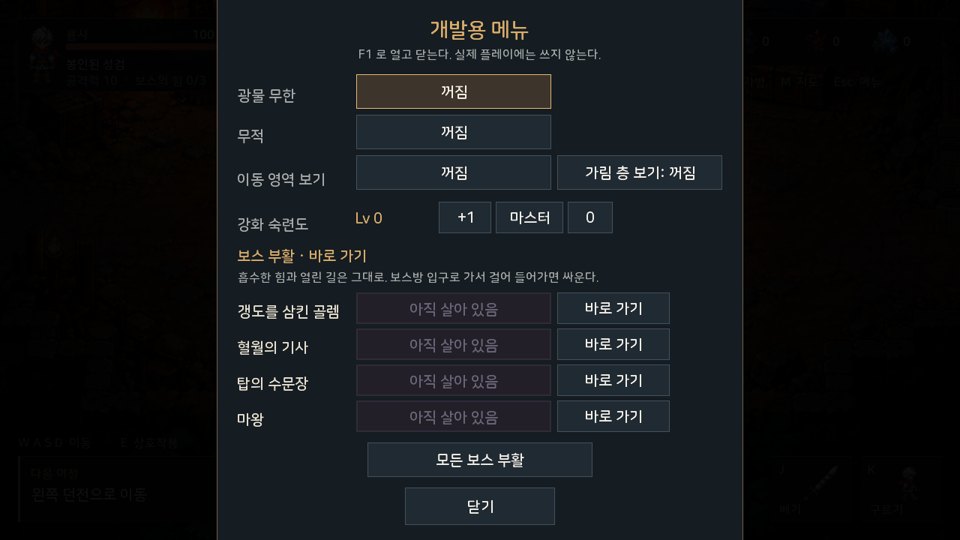 개발용 메뉴
F1 로 열고 닫는다. 실제 플레이에는 쓰지 않는다.
광물 무한 꺼짐
무적 꺼짐
이동 영역 보기 꺼짐 가림 층 보기: 꺼짐
강화 숙련도 Lv 0 +1 마스터 0
보스 부활 · 바로 가기
흡수한 힘과 열린 길은 그대로. 보스방 입구로 가서 걸어 들어가면 싸운다.
갱도를 삼킨 골렘 아직 살아 있음 바로 가기
혈월의 기사 아직 살아 있음 바로 가기
탑의 수문장 아직 살아 있음 바로 가기
마왕 아직 살아 있음 바로 가기
모든 보스 부활
닫기
왼쪽 던전으로 이동